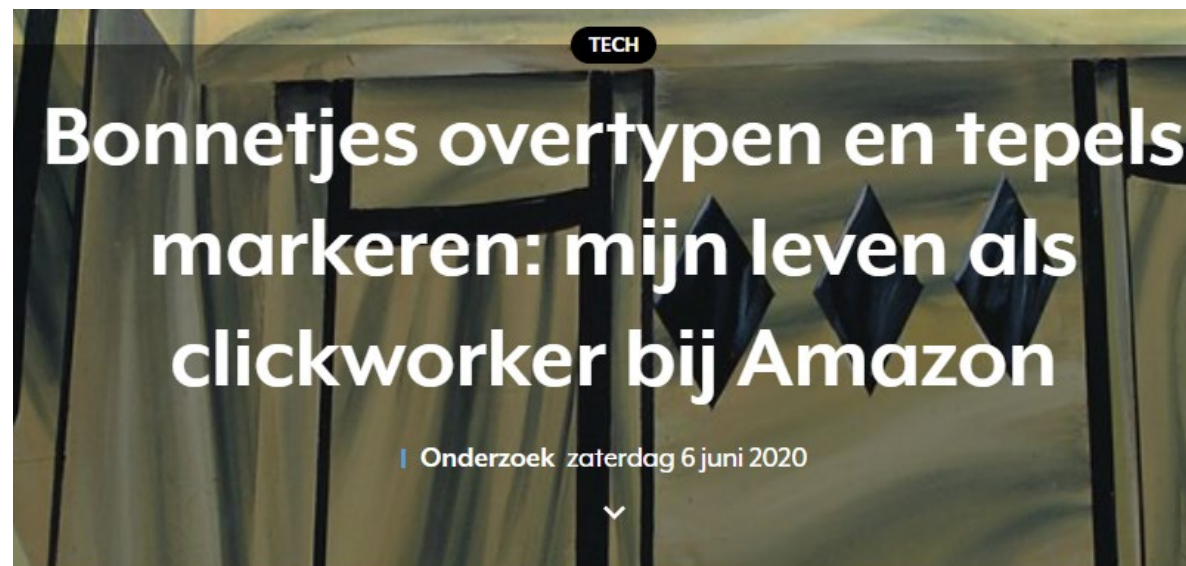 TECH
Bonnetjes overtypen en tepels
markeren: mijn leven als
clickworker bij Amazon
Onderzoek zaterdag 6 juni 2020